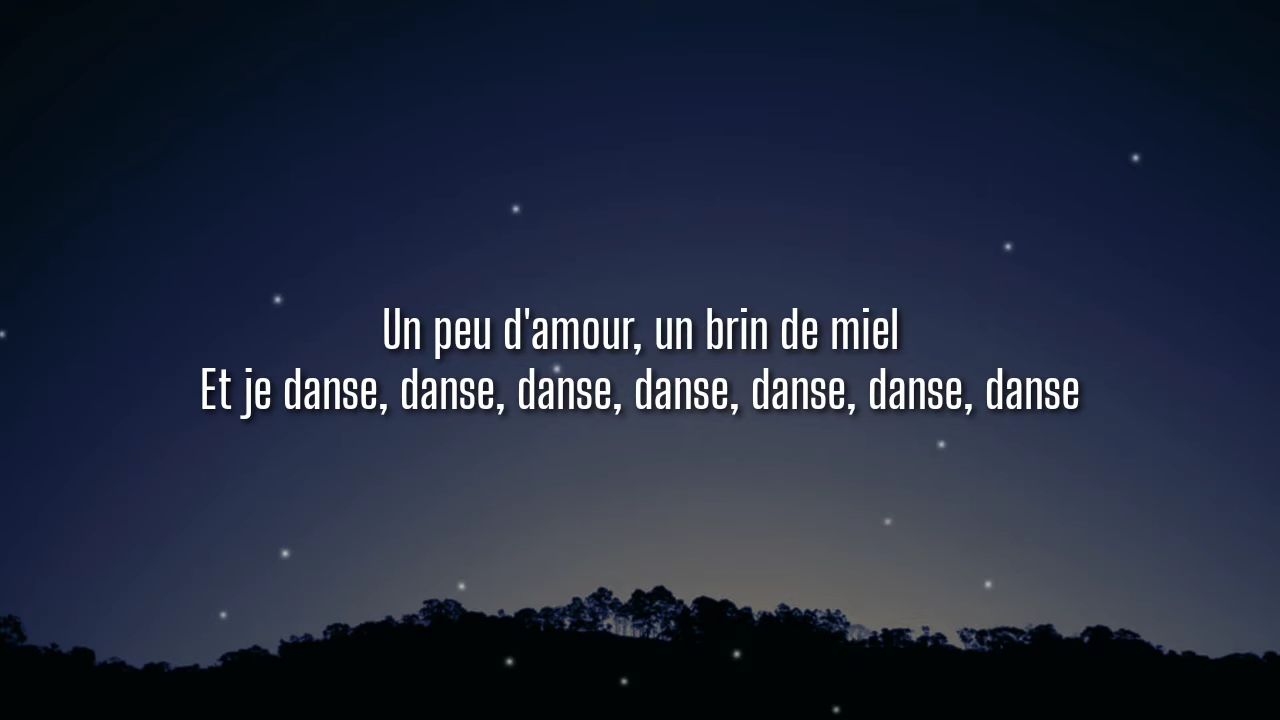 Un peu d'amour, un brin de miel
Et je danse, danse, danse, danse, danse, danse, danse